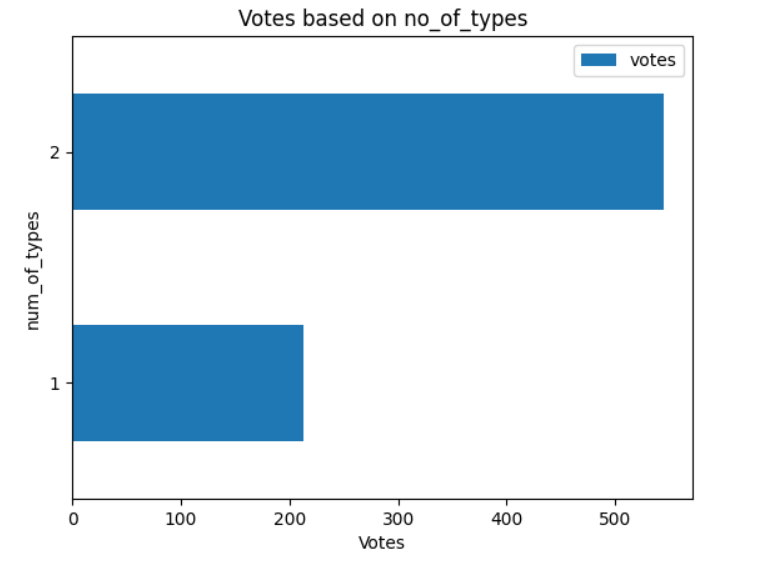 Votes based on no_of_types
votes
2
1
num_of_types
0 100 200 300 400 500
Votes